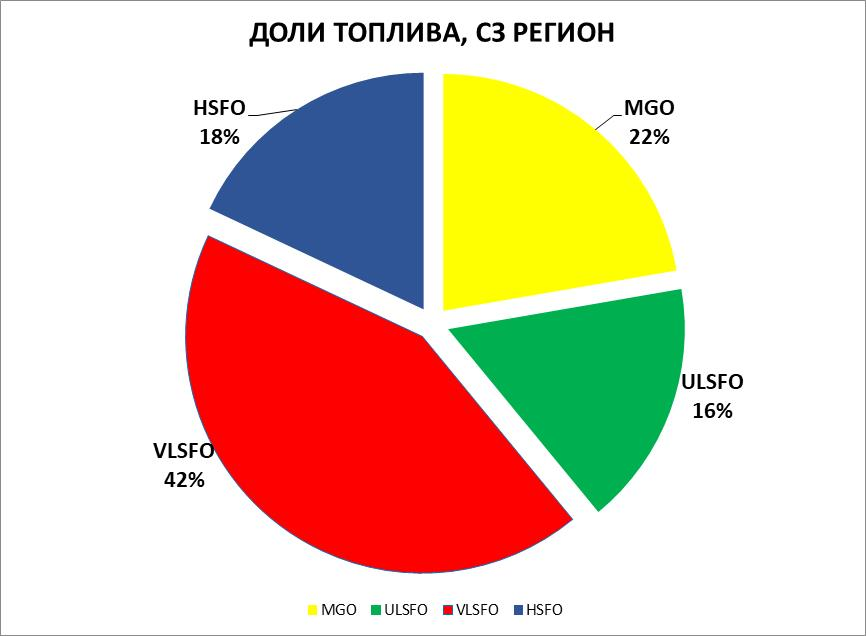 ДОЛИ ТОПЛИВА, СЗ РЕГИОН
HSFO
18%
MGO
22%
ULSFO
16%
VLSFO
42%
MGO ULSFO VLSFO HSFO